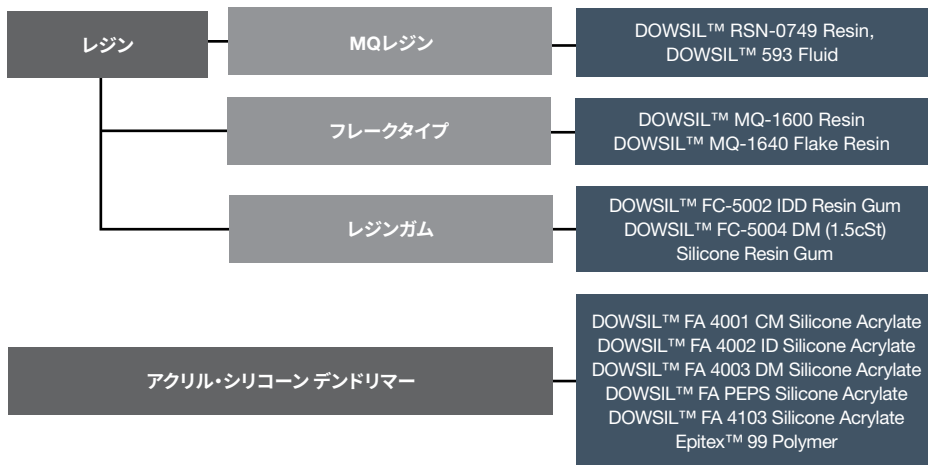 レジン
MQレジン
DOWSIL™ RSN-0749 Resin,
DOWSIL™ 593 Fluid
フレークタイプ
DOWSIL™ MQ-1600 Resin
DOWSIL™ MQ-1640 Flake Resin
レジンガム
DOWSIL™ FC-5002 IDD Resin Gum
DOWSIL™ FC-5004 DM (1.5cSt)
Silicone Resin Gum
アクリル・シリコーン デンドリマー
DOWSIL™ FA 4001 CM Silicone Acrylate
DOWSIL™ FA 4002 ID Silicone Acrylate
DOWSIL™ FA 4003 DM Silicone Acrylate
DOWSIL™ FA PEPS Silicone Acrylate
DOWSIL™ FA 4103 Silicone Acrylate
Epitex™ 99 Polymer